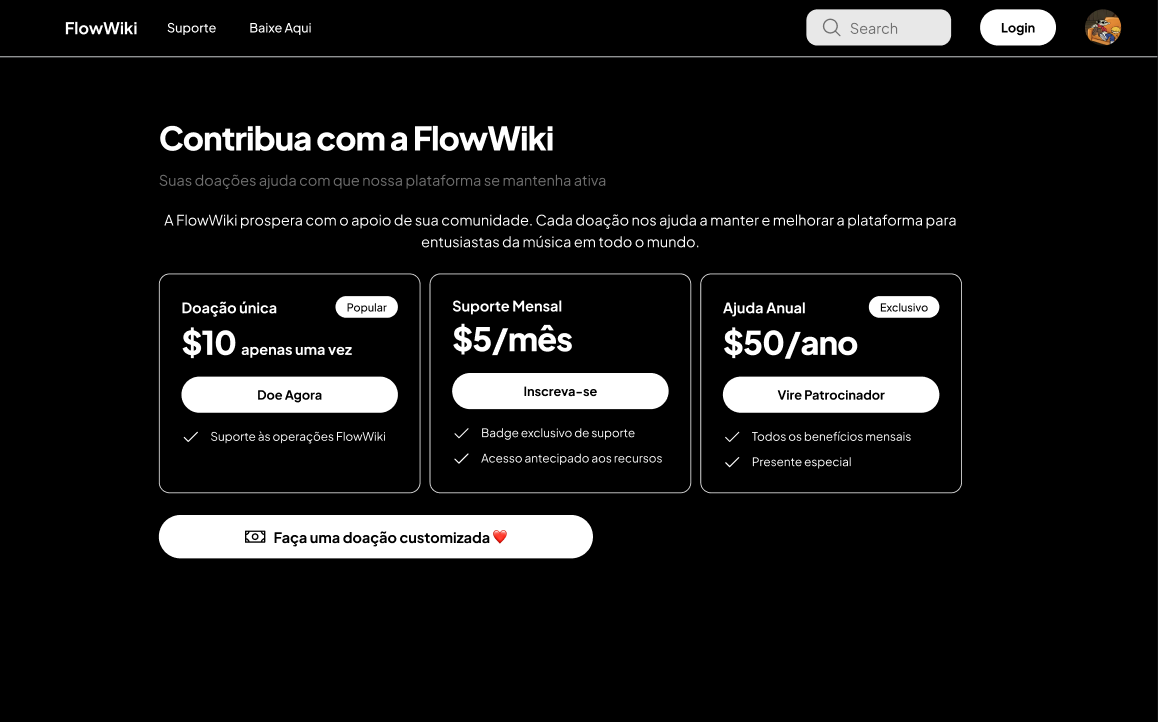 FlowWiki Suporte Baixe Aqui Search Login
Contribua com a FlowWiki
Suas doações ajuda com que nossa plataforma se mantenha ativa
A FlowWiki prospera com o apoio de sua comunidade. Cada doação nos ajuda a manter e melhorar a plataforma para
entusiastas da música em todo o mundo.
Doação única Popular
$10 apenas uma vez
Doe Agora
Suporte às operações FlowWiki
Suporte Mensal
$5/mês
Inscreva-se
Badge exclusivo de suporte
Acesso antecipado aos recursos
Ajuda Anual Exclusivo
$50/ano
Vire Patrocinador
Todos os benefícios mensais
Presente especial
Faça uma doação customizada ❤️